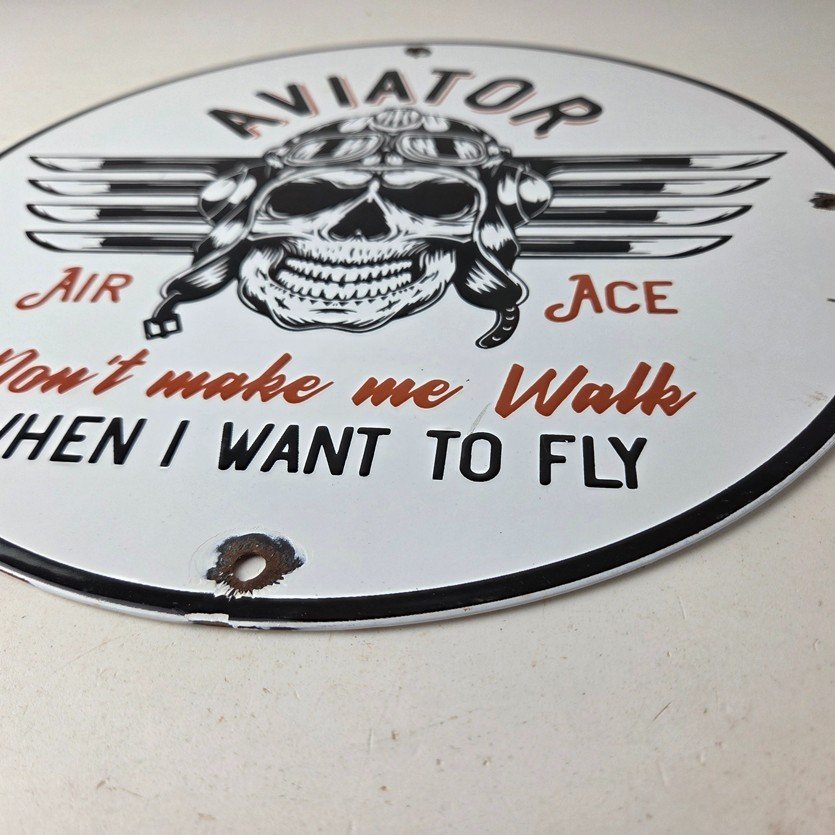 AVIATOR
AIR ACE
Don't make me Walk
WHEN I WANT TO FLY